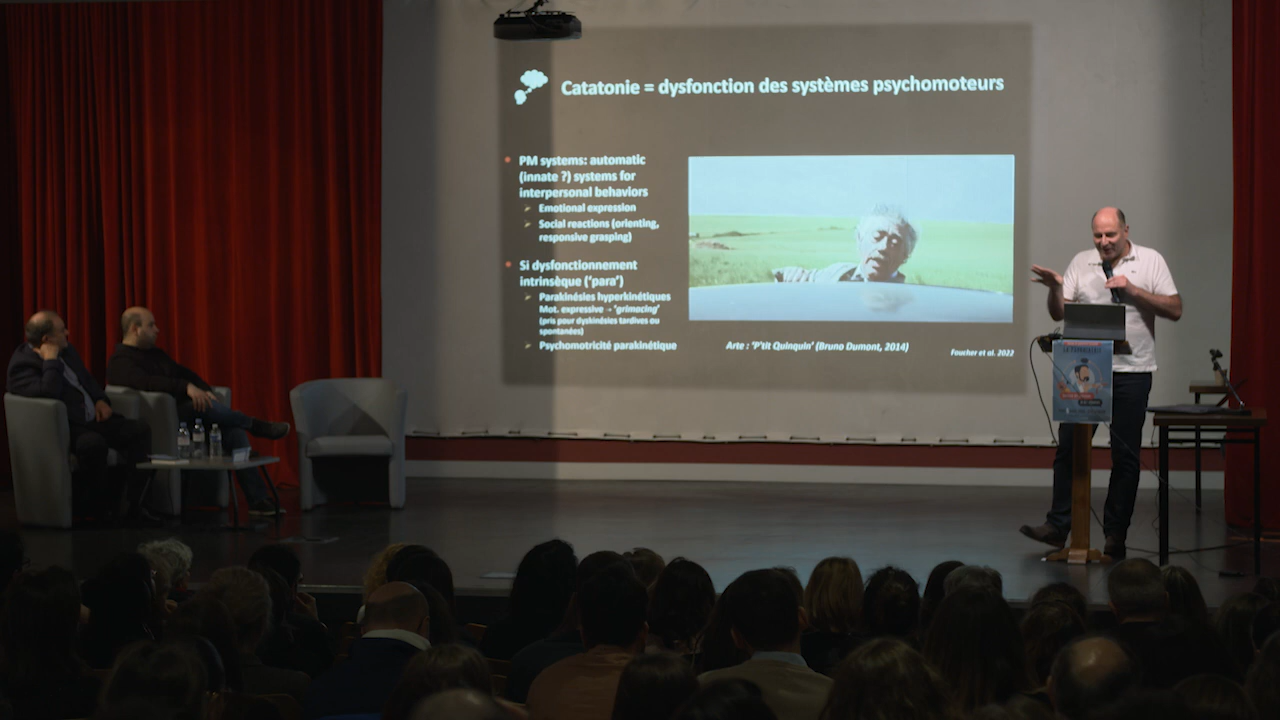 Catatonie = dysfonction des systèmes psychomoteurs
PM systems: automatic
(innate ?) systems for
interpersonal behaviors
Emotional expression
Social reactions (orienting,
responsive grasping)
Si dysfonctionnement
intrinsèque ('para')
Parakinésies hyperkinétiques
Mot. expressive - 'grimacing'
(pris pour dyskinésies tardives ou
spontanées)
Psychomotricité parakinétique
Arte : 'P'tit Quinquin' (Bruno Dumont, 2014)
Foucher et al. 2022